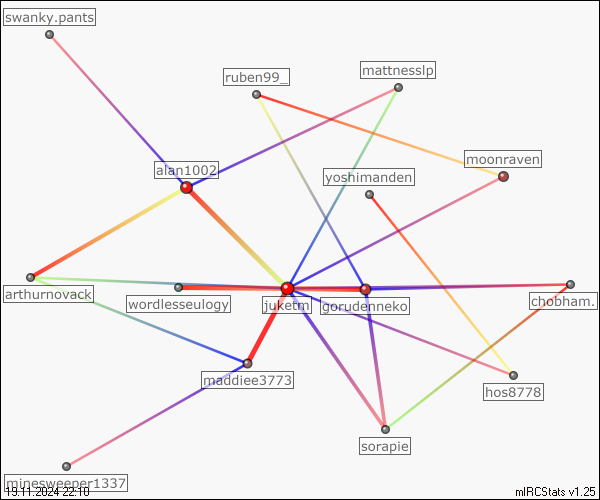 swanky.pants
mattnesslp
ruben99_
moonraven
alan1002
yoshimanden
arthurnovack
wordlesseulogy
juketm
gorudenneko
chobham.
maddiee3773
hos8778
sorapie
minesweeper1337
19.11.2024 22:10
mIRCStats v1.25